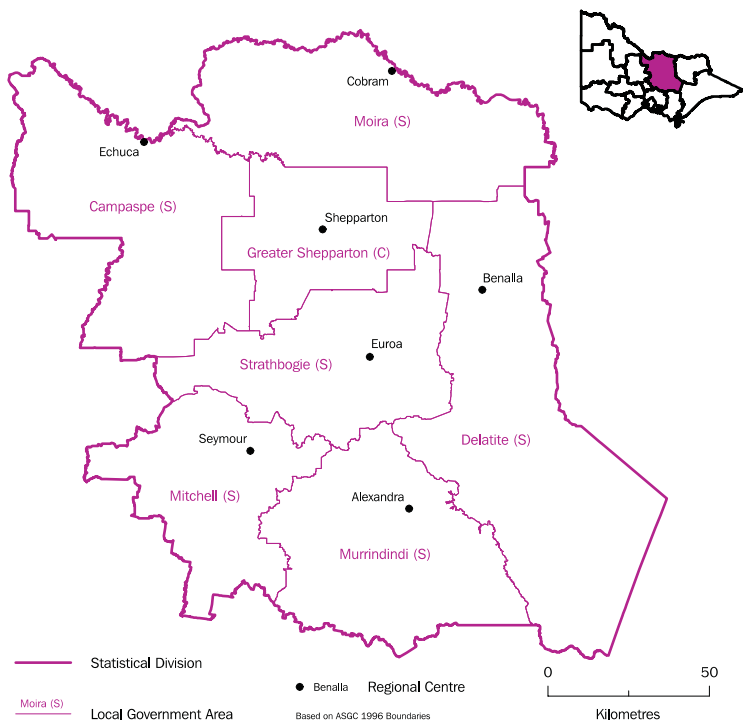 Cobram
Moira (S)
Echuca
Campaspe (S)
Shepparton
Greater Shepparton (C)
Benalla
Euroa
Strathbogie (S)
Seymour
Delatite (S)
Mitchell (S)
Alexandra
Murrindindi (S)
Statistical Division
0 50
Benalla Regional Centre
Moira (S)
Local Government Area
Based on ASGC 1996 Boundaries
Kilometres